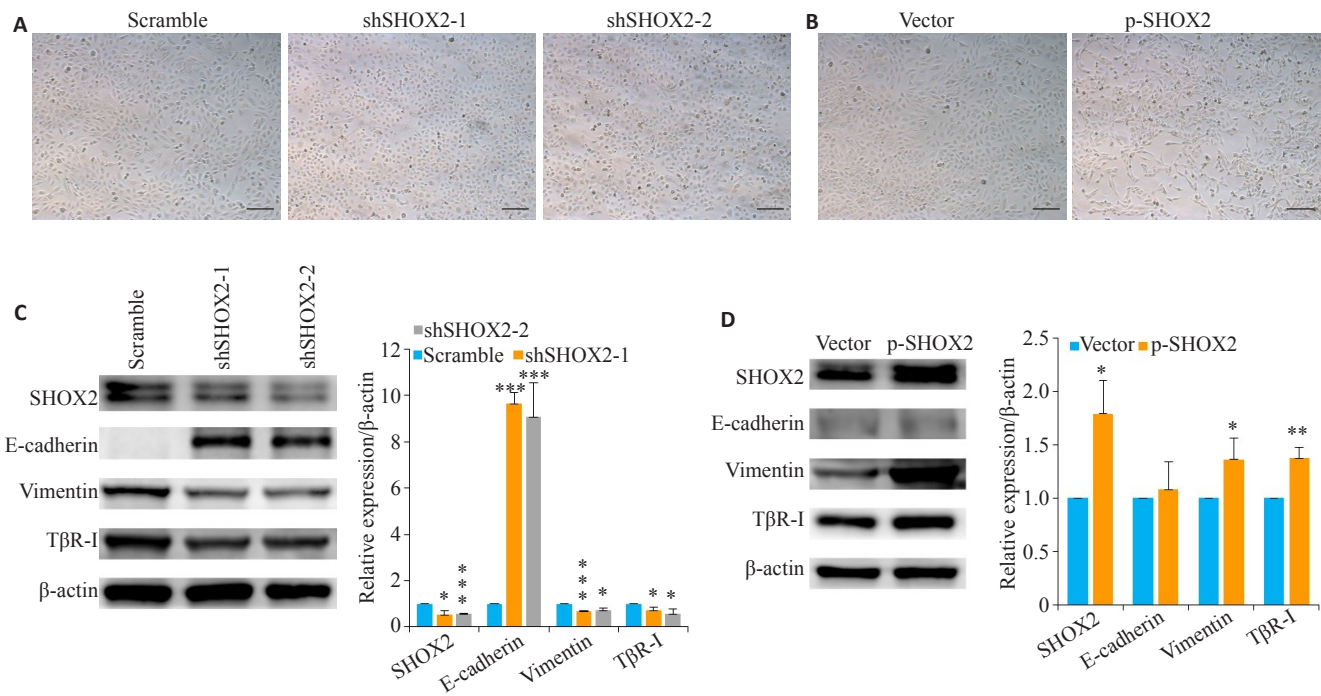 A
Scramble
shSHOX2-1
shSHOX2-2
B
Vector
p-SHOX2
C
Scramble
shSHOX2-1
shSHOX2-2
SHOX2
E-cadherin
Vimentin
TβR-I
β-actin
shSHOX2-2
Scramble shSHOX2-1
Relative expression/β-actin
12
10
8
6
4
2
0
* ***
*** ***
*** *
* *
SHOX2
E-cadherin
Vimentin
TβR-I
D
Vector p-SHOX2
SHOX2
E-cadherin
Vimentin
TβR-I
β-actin
Vector p-SHOX2
Relative expression/β-actin
2.5
2.0
1.5
1.0
0.5
0
*
*
**
SHOX2
E-cadherin
Vimentin
TβR-I